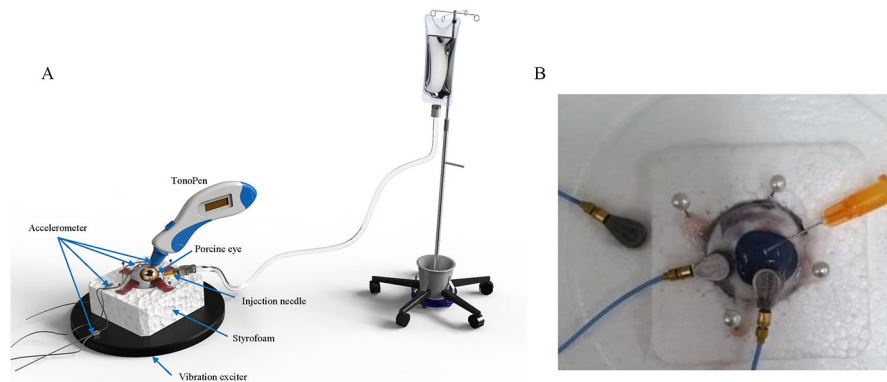 A
B
TonoPen
Accelerometer
Porcine eye
Injection needle
Styrofoam
Vibration exciter